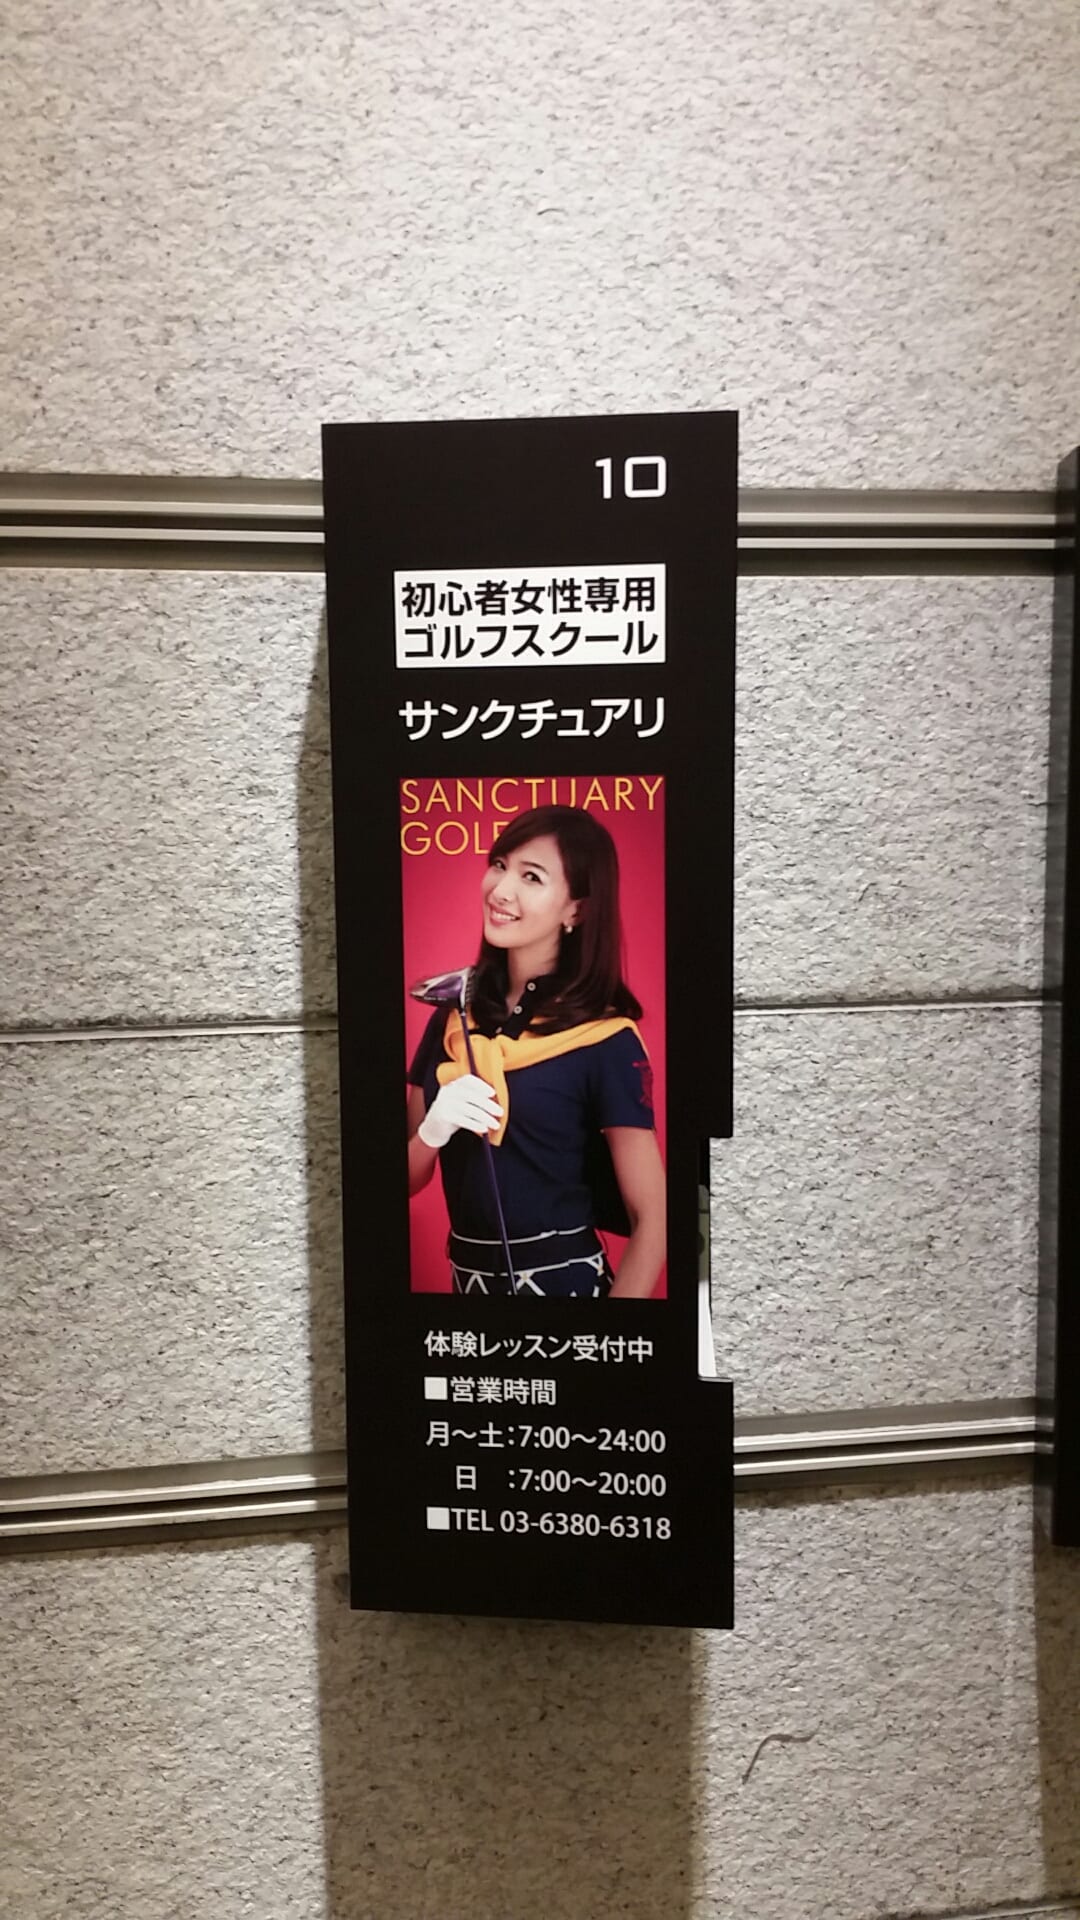 10
初心者女性専用
ゴルフスクール
サンクチュアリ
SANCTUARY
GOLF
体験レッスン受付中
■営業時間
月～土：7:00～24:00
日　：7:00～20:00
■TEL 03-6380-6318